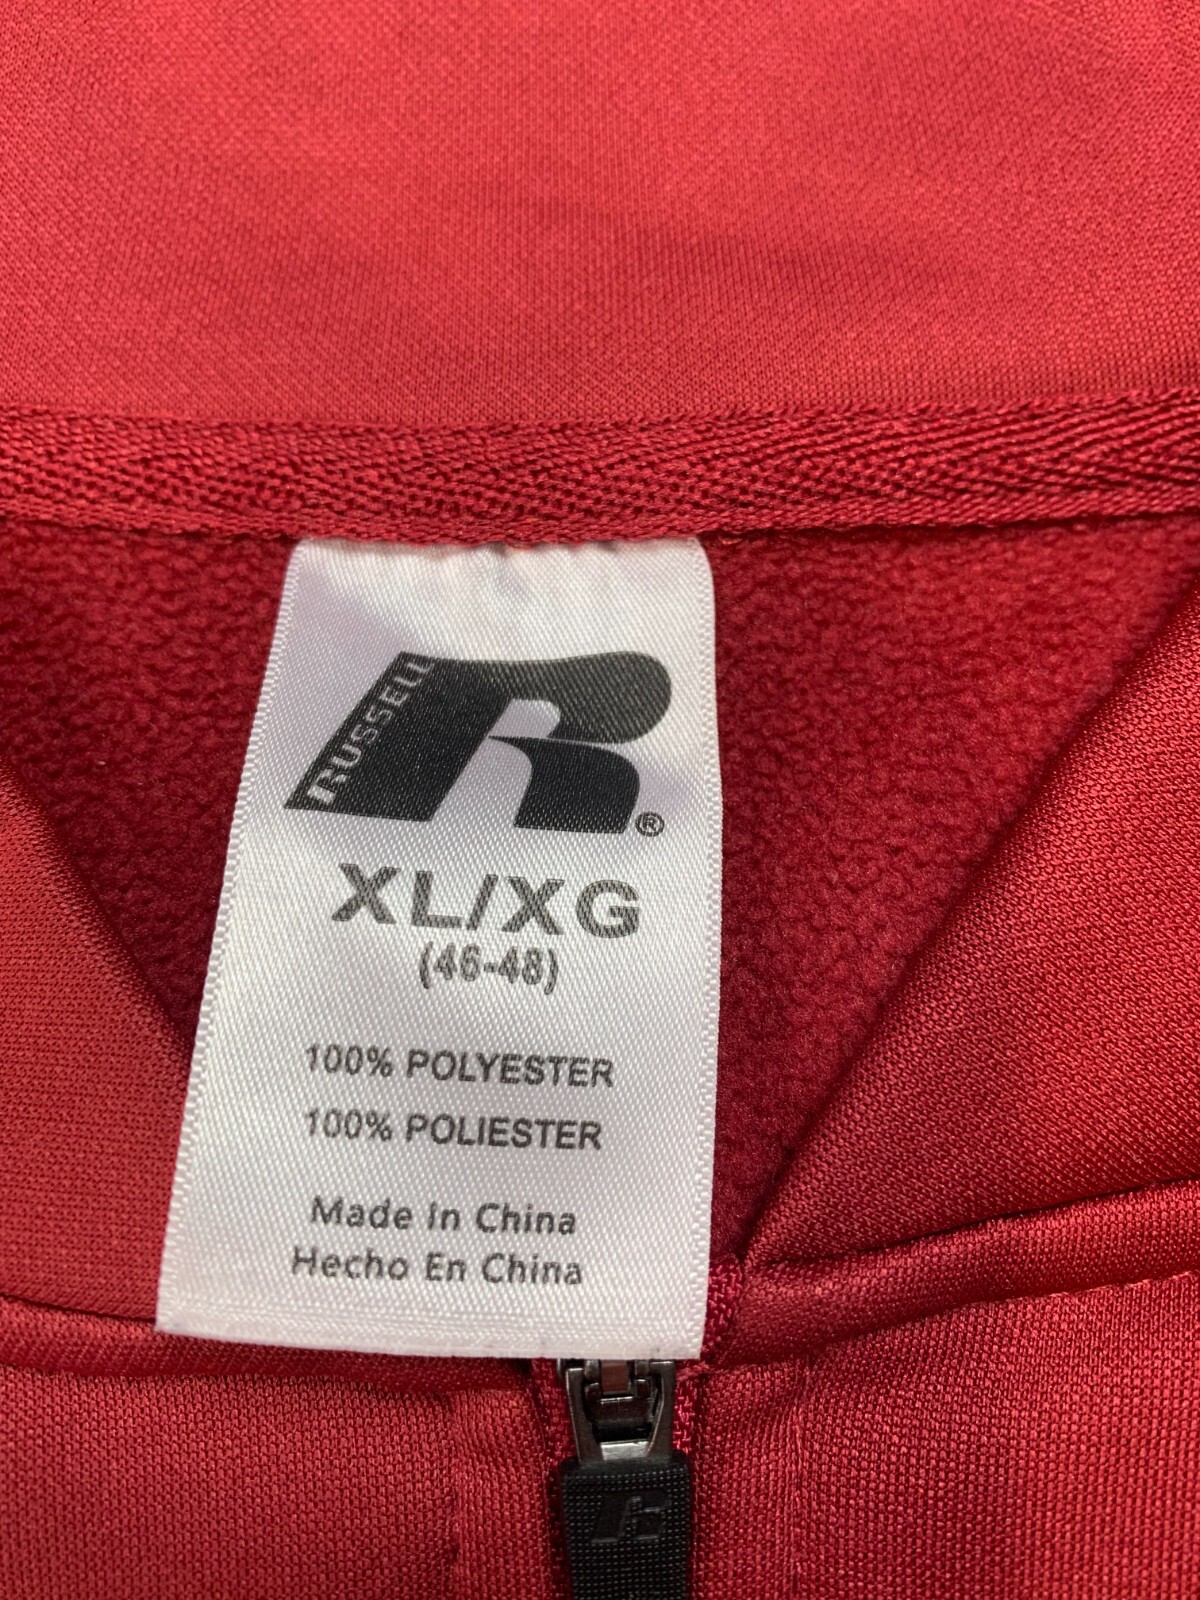 RUSSELL
R®
XL/XG
(46-48)
100% POLYESTER
100% POLIESTER
Made In China
Hecho En China
R